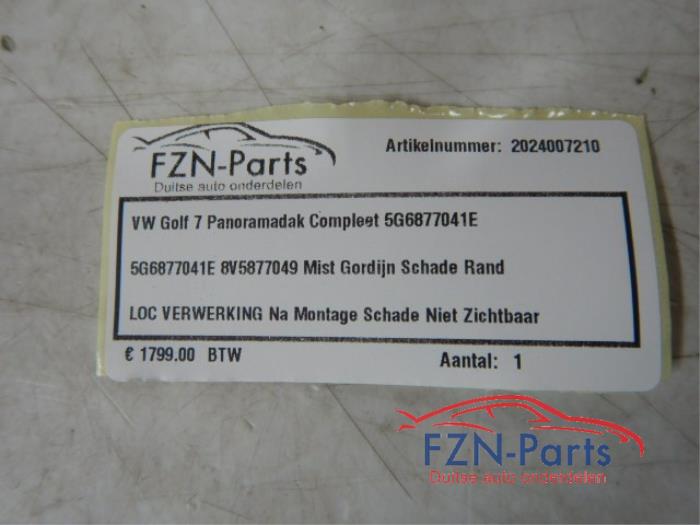 FZN-Parts
Duitse auto onderdelen
Artikelnummer: 2024007210
VW Golf 7 Panoramadak Compleet 5G6877041E
5G6877041E 8V5877049 Mist Gordijn Schade Rand
LOC VERWERKING Na Montage Schade Niet Zichtbaar
€ 1799.00 BTW
Aantal: 1
FZN-Parts
Duitse auto onderdelen